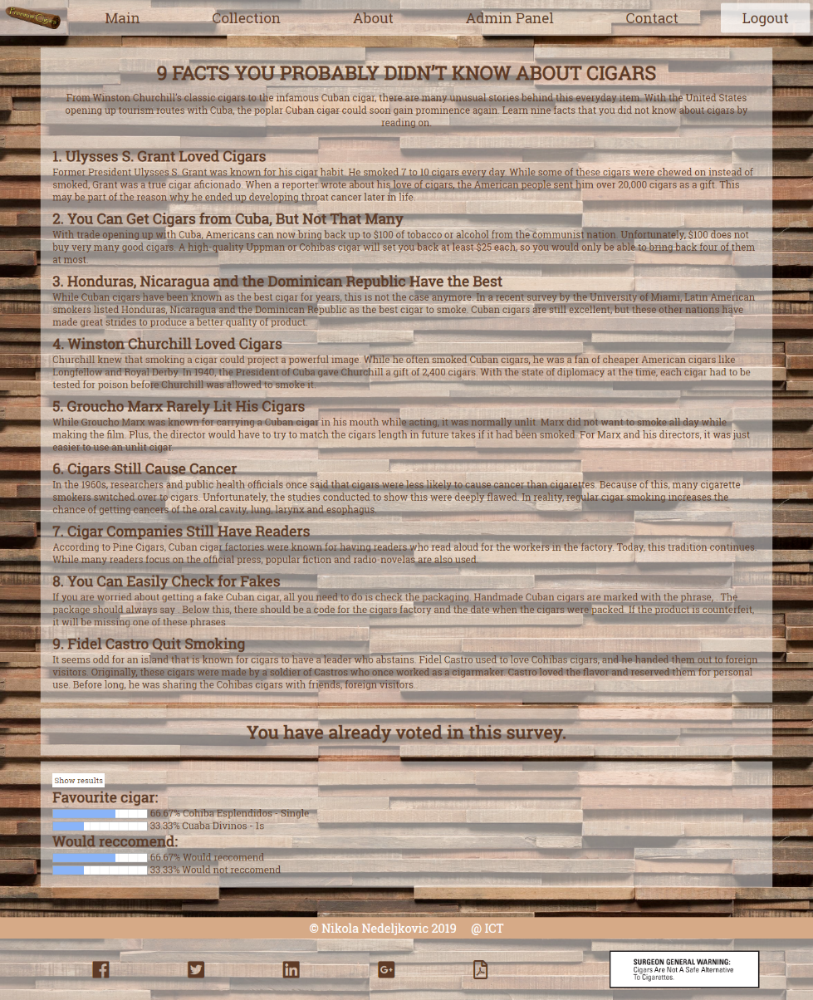 Premium Cigars
Main Collection About Admin Panel Contact Logout
9 FACTS YOU PROBABLY DIDN'T KNOW ABOUT CIGARS
From Winston Churchill's classic cigars to the infamous Cuban cigar, there are many unusual stories behind this everyday item. With the United States
opening up tourism routes with Cuba, the poplar Cuban cigar could soon gain prominence again. Learn nine facts that you did not know about cigars by
reading on.
1. Ulysses S. Grant Loved Cigars
Former President Ulysses S. Grant was known for his cigar habit. He smoked 7 to 10 cigars every day. While some of these cigars were chewed on instead of
smoked, Grant was a true cigar aficionado. When a reporter wrote about his love of cigars, the American people sent him over 20,000 cigars as a gift. This
may be part of the reason why he ended up developing throat cancer later in life.
2. You Can Get Cigars from Cuba, But Not That Many
With trade opening up with Cuba, Americans can now bring back up to $100 of tobacco or alcohol from the communist nation. Unfortunately, $100 does not
buy very many good cigars. A high-quality Uppman or Cohibas cigar will set you back at least $25 each, so you would only be able to bring back four of them
at most.
3. Honduras, Nicaragua and the Dominican Republic Have the Best
While Cuban cigars have been known as the best cigar for years, this is not the case anymore. In a recent survey by the University of Miami, Latin American
smokers listed Honduras, Nicaragua and the Dominican Republic as the best cigar to smoke. Cuban cigars are still excellent, but these other nations have
made great strides to produce a better quality of product.
4. Winston Churchill Loved Cigars
Churchill knew that smoking a cigar could project a powerful image. While he often smoked Cuban cigars, he was a fan of cheaper American cigars like
Longfellow and Royal Derby. In 1940, the President of Cuba gave Churchill a gift of 2,400 cigars. With the state of diplomacy at the time, each cigar had to be
tested for poison before Churchill was allowed to smoke it.
5. Groucho Marx Rarely Lit His Cigars
While Groucho Marx was known for carrying a Cuban cigar in his mouth while acting, it was normally unlit. Marx did not want to smoke all day while
making the film. Plus, the director would have to try to match the cigars length in future takes if it had been smoked. For Marx and his directors, it was just
easier to use an unlit cigar.
6. Cigars Still Cause Cancer
In the 1960s, researchers and public health officials once said that cigars were less likely to cause cancer than cigarettes. Because of this, many cigarette
smokers switched over to cigars. Unfortunately, the studies conducted to show this were deeply flawed. In reality, regular cigar smoking increases the
chance of getting cancers of the oral cavity, lung, larynx and esophagus.
7. Cigar Companies Still Have Readers
According to Pine Cigars, Cuban cigar factories were known for having readers who read aloud for the workers in the factory. Today, this tradition continues.
While many readers focus on the official press, popular fiction and radio-novelas are also used.
8. You Can Easily Check for Fakes
If you are worried about getting a fake Cuban cigar, all you need to do is check the packaging. Handmade Cuban cigars are marked with the phrase, . The
package should always say . Below this, there should be a code for the cigars factory and the date when the cigars were packed. If the product is counterfeit,
it will be missing one of these phrases
9. Fidel Castro Quit Smoking
It seems odd for an island that is known for cigars to have a leader who abstains. Fidel Castro used to love Cohibas cigars, and he handed them out to foreign
visitors. Originally, these cigars were made by a soldier of Castros who once worked as a cigarmaker. Castro loved the flavor and reserved them for personal
use. Before long, he was sharing the Cohibas cigars with friends, foreign visitors..
You have already voted in this survey.
Show results
Favourite cigar:
66.67% Cohiba Esplendidos - Single
33.33% Cuaba Divinos - 1s
Would reccomend:
66.67% Would reccomend
33.33% Would not reccomend
© Nikola Nedeljkovic 2019 @ ICT
SURGEON GENERAL WARNING:
Cigars Are Not A Safe Alternative
To Cigarettes.